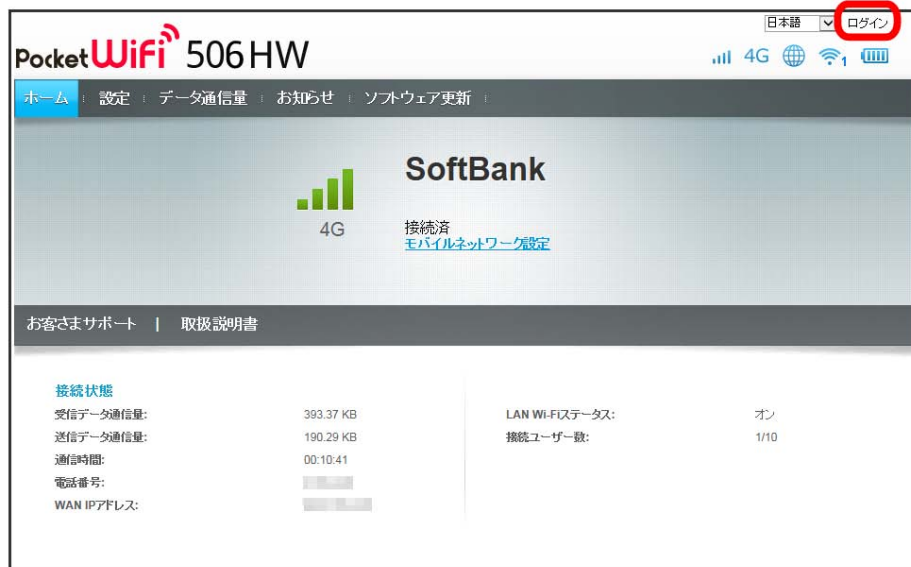 日本語 ログイン
Pocket WiFi 506HW
4G 1
ホーム 設定 データ通信量 お知らせ ソフトウェア更新
SoftBank
4G
接続済
モバイルネットワーク設定
お客さまサポート | 取扱説明書
接続状態
受信データ通信量: 393.37 KB
送信データ通信量: 190.29 KB
通信時間: 00:10:41
電話番号:
WAN IPアドレス:
LAN Wi-Fiステータス: オン
接続ユーザー数: 1/10